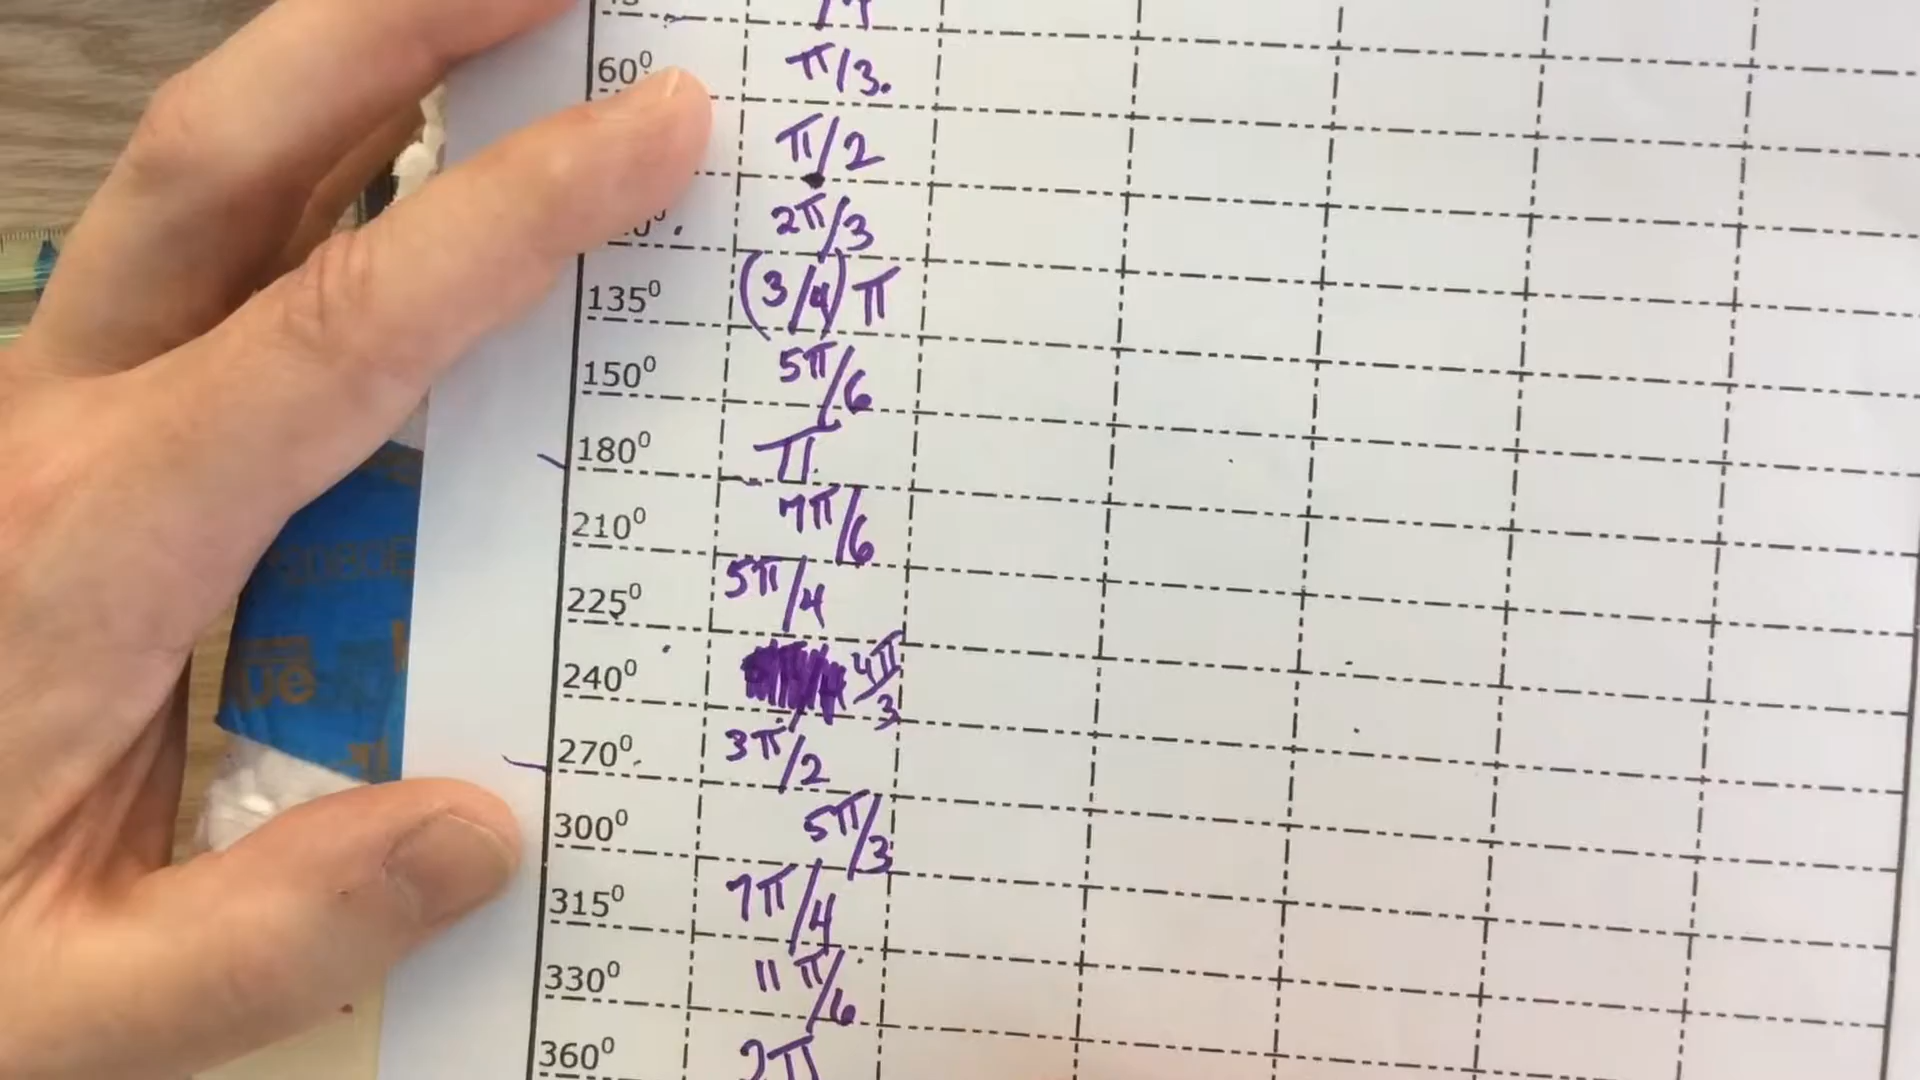 60⁰ π/3.
π/2
2π/3
135⁰ (3/4)π
150⁰ 5π/6
180⁰ π
210⁰ 7π/6
225⁰ 5π/4
240⁰ 4π/3
270⁰ 3π/2
300⁰ 5π/3
315⁰ 7π/4
330⁰ 11π/6
360⁰ 2π